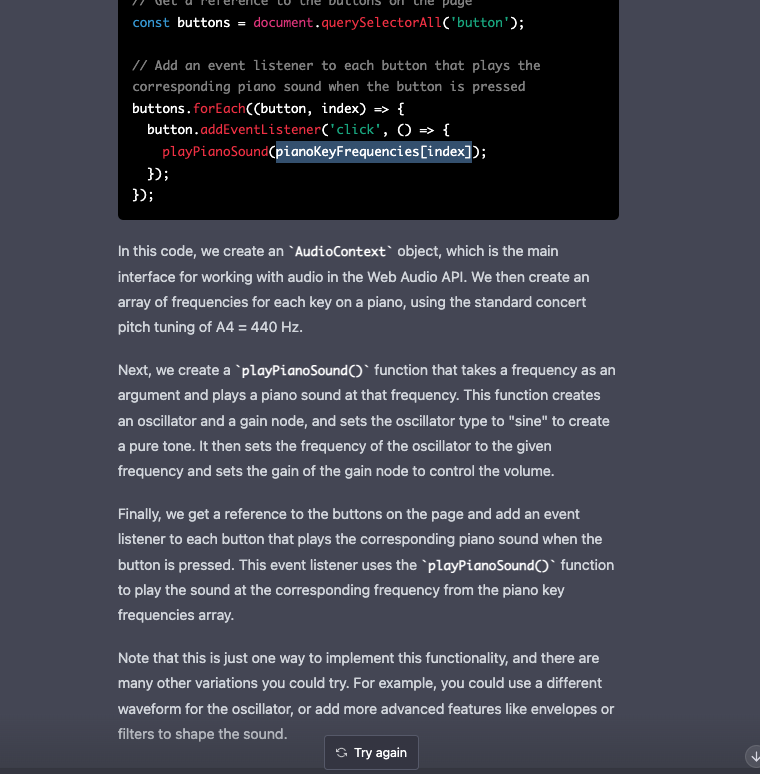 // Get a reference to the buttons on the page
const buttons = document.querySelectorAll('button');
// Add an event listener to each button that plays the
corresponding piano sound when the button is pressed
buttons.forEach((button, index) => {
  button.addEventListener('click', () => {
    playPianoSound(pianoKeyFrequencies[index]);
  });
});
In this code, we create an `AudioContext` object, which is the main
interface for working with audio in the Web Audio API. We then create an
array of frequencies for each key on a piano, using the standard concert
pitch tuning of A4 = 440 Hz.
Next, we create a `playPianoSound()` function that takes a frequency as an
argument and plays a piano sound at that frequency. This function creates
an oscillator and a gain node, and sets the oscillator type to "sine" to create
a pure tone. It then sets the frequency of the oscillator to the given
frequency and sets the gain of the gain node to control the volume.
Finally, we get a reference to the buttons on the page and add an event
listener to each button that plays the corresponding piano sound when the
button is pressed. This event listener uses the `playPianoSound()` function
to play the sound at the corresponding frequency from the piano key
frequencies array.
Note that this is just one way to implement this functionality, and there are
many other variations you could try. For example, you could use a different
waveform for the oscillator, or add more advanced features like envelopes or
filters to shape the sound.
Try again